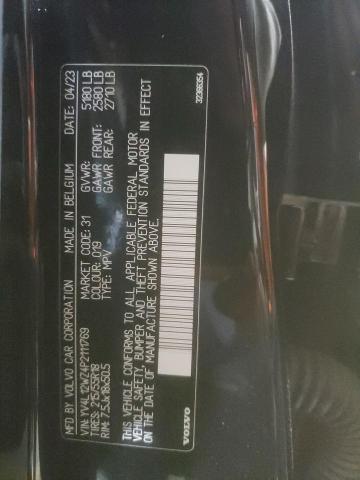 MFD. BY VOLVO CAR CORPORATION MADE IN BELGIUM DATE: 04/23
VIN: YV4L12WZ4P2111769 MARKET CODE: 31 GVWR: 5180 LB
TIRES: 215/55R18 COLOUR: 019 GAWR FRONT: 2580 LB
RIM: 7.5Jx18x50.5 TYPE: MPV GAWR REAR: 2710 LB
THIS VEHICLE CONFORMS TO ALL APPLICABLE FEDERAL MOTOR
VEHICLE SAFETY, BUMPER AND THEFT PREVENTION STANDARDS IN EFFECT
ON THE DATE OF MANUFACTURE SHOWN ABOVE.
VOLVO 32366354